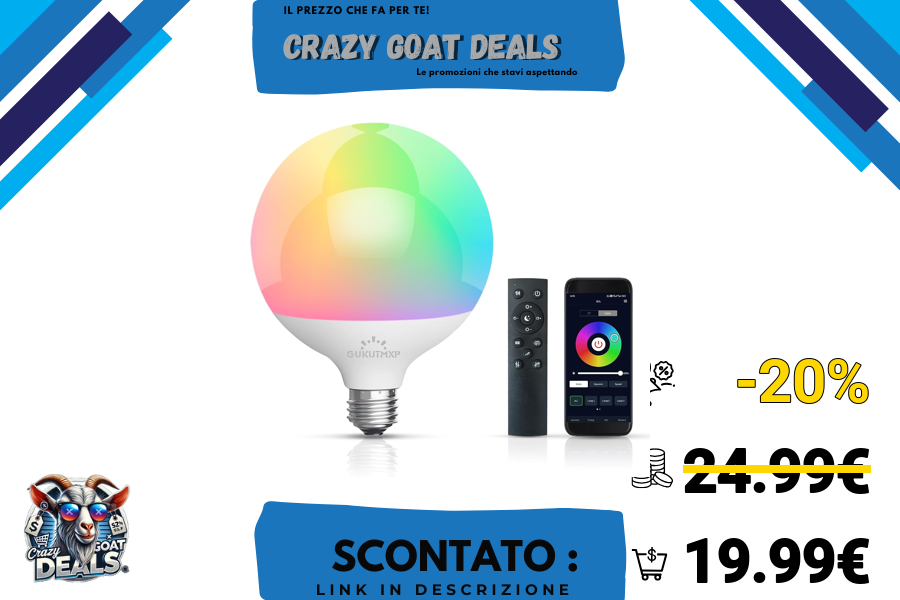 IL PREZZO CHE FA PER TE!
CRAZY GOAT DEALS
Le promozioni che stavi aspettando
GUKUTMXP
-20%
24.99€
19.99€
SCONTATO :
LINK IN DESCRIZIONE
Crazy
GOAT
DEALS